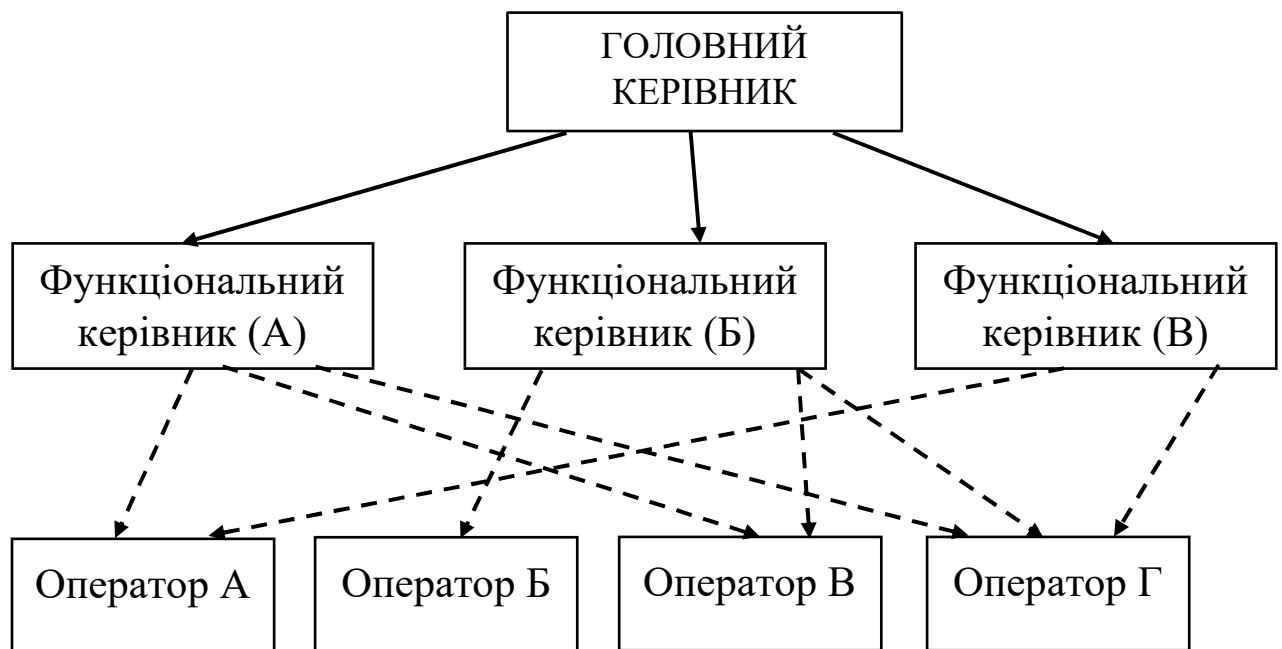 ГОЛОВНИЙ
КЕРІВНИК
Функціональний
керівник (А)
Функціональний
керівник (Б)
Функціональний
керівник (В)
Оператор А
Оператор Б
Оператор В
Оператор Г